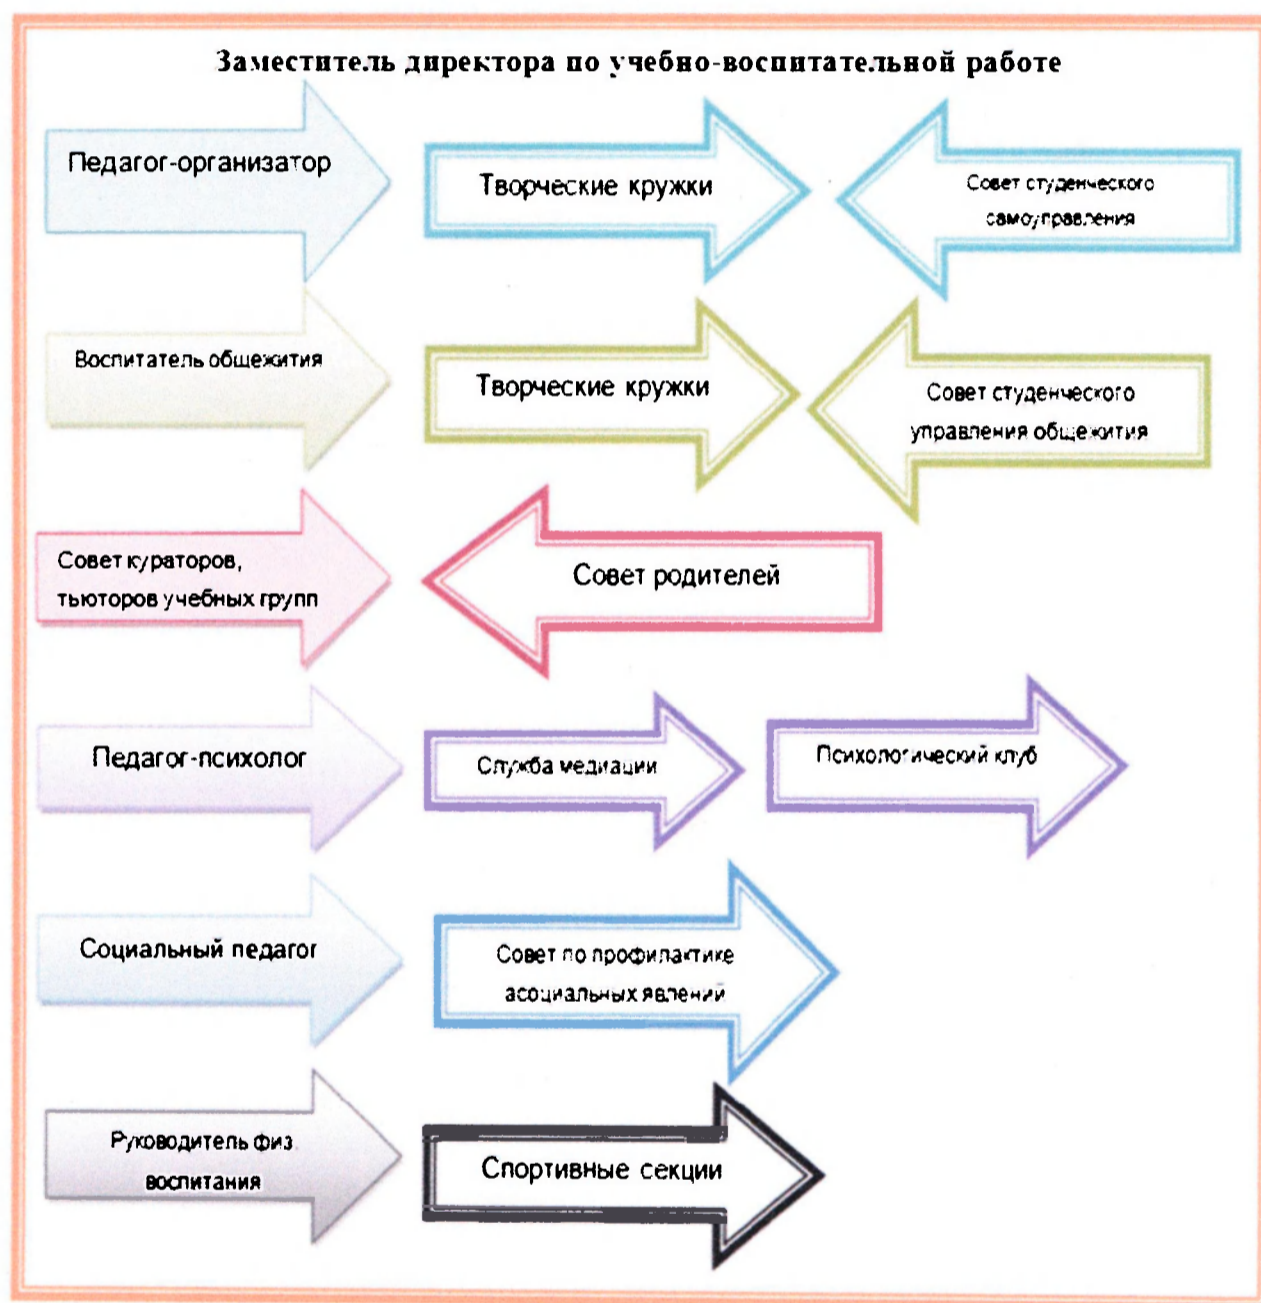 Заместитель директора по учебно-воспитательной работе
Педагог-организатор
Творческие кружки
Совет студенческого
самоуправления
Воспитатель общежития
Творческие кружки
Совет студенческого
управления общежития
Совет кураторов,
тьюторов учебных групп
Совет родителей
Педагог-психолог
Служба медиации
Психологический клуб
Социальный педагог
Совет по профилактике
асоциальных явлений
Руководитель физ.
воспитания
Спортивные секции